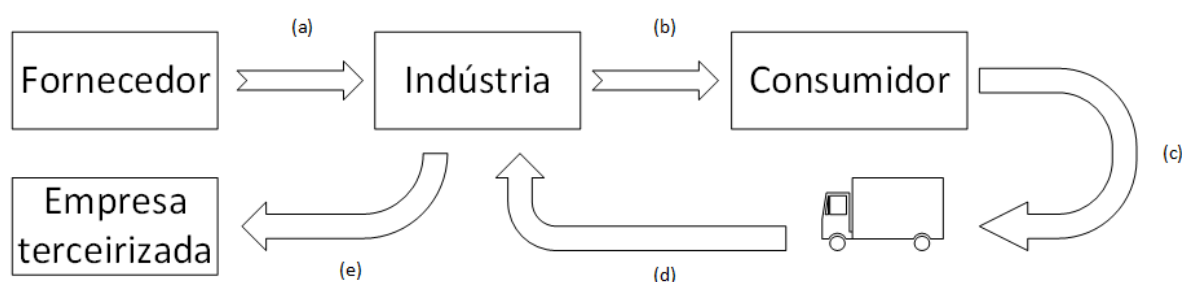 (a)
(b)
Fornecedor
Indústria
Consumidor
(c)
Empresa
terceirizada
(e)
(d)